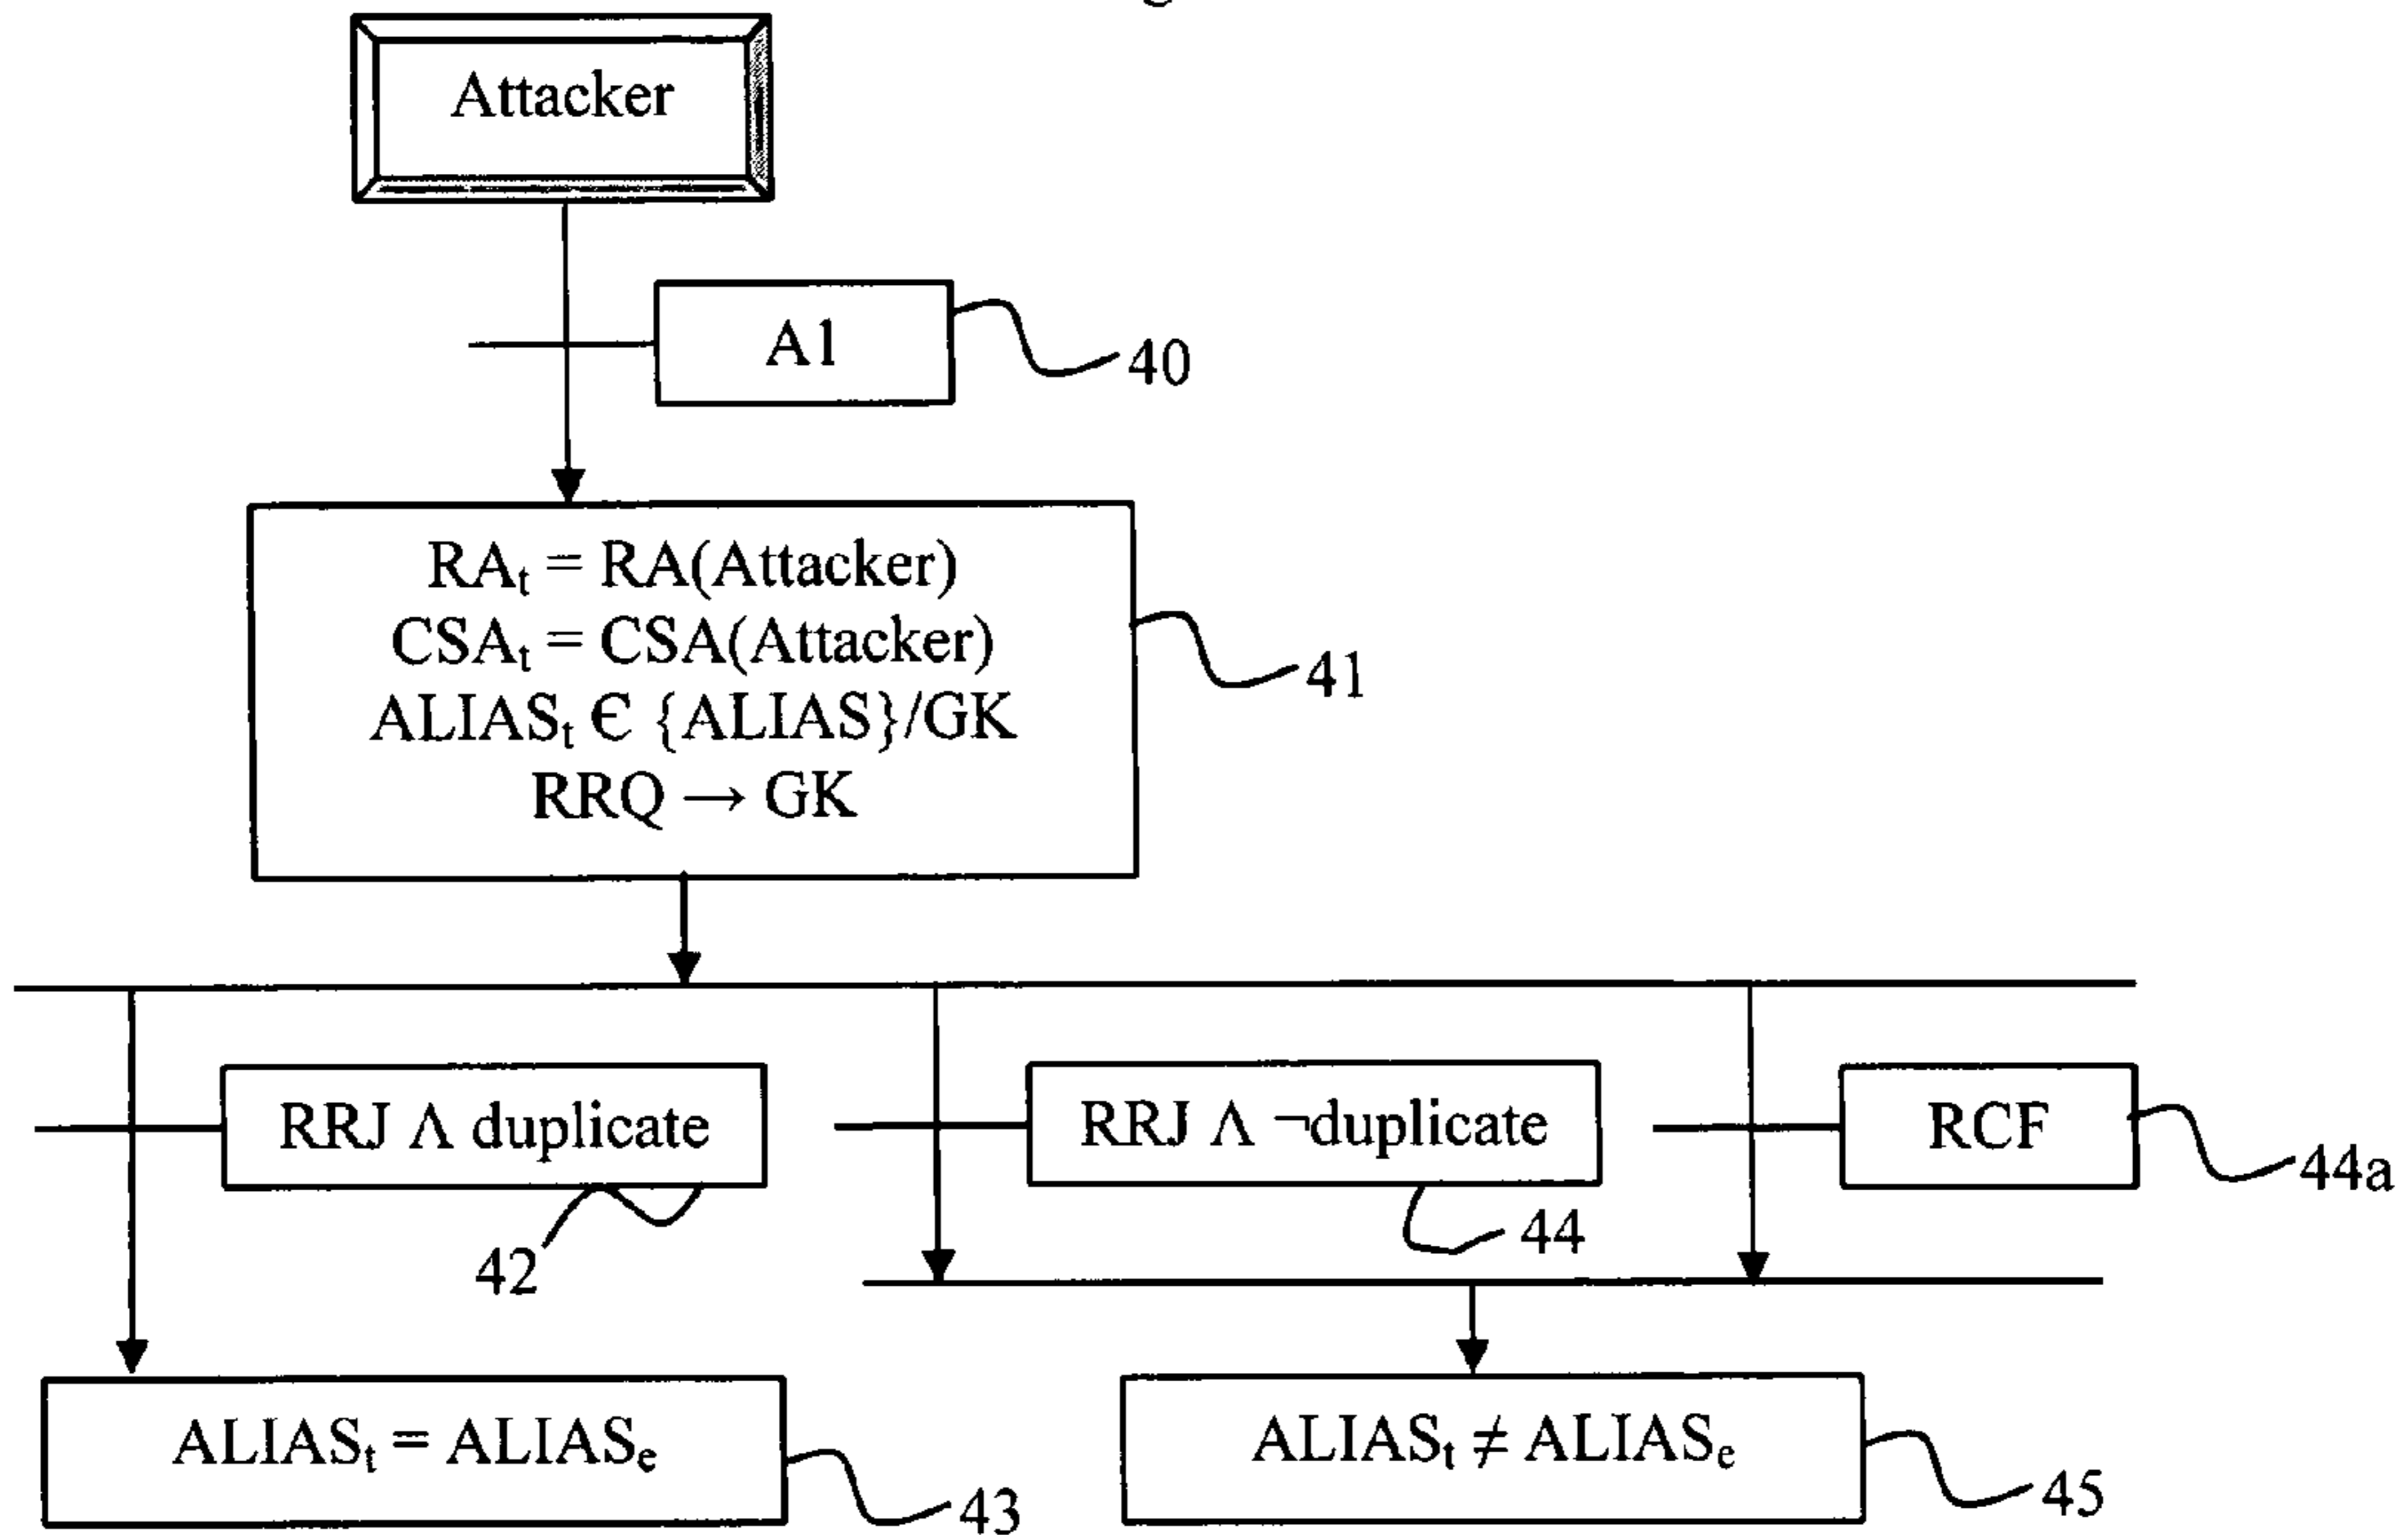 Attacker
A1
40
RAₜ = RA(Attacker)
CSAₜ = CSA(Attacker)
ALIASₜ Є {ALIAS}/GK
RRQ → GK
41
RRJ Λ duplicate
RRJ Λ ¬duplicate
RCF
44a
42
44
ALIASₜ = ALIASₑ
ALIASₜ ≠ ALIASₑ
43
45